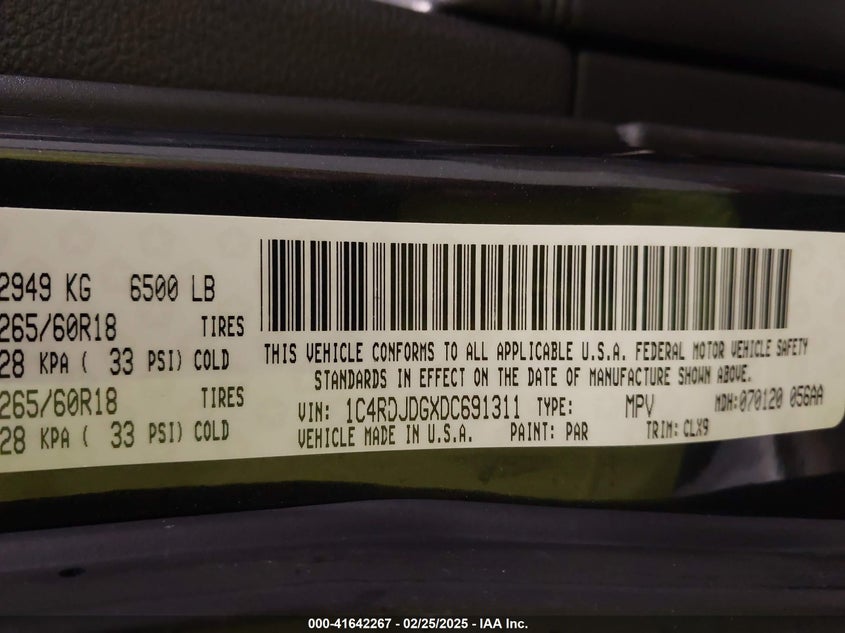 2949 KG 6500 LB
265/60R18 TIRES
28 KPA ( 33 PSI) COLD
265/60R18 TIRES
28 KPA ( 33 PSI) COLD
THIS VEHICLE CONFORMS TO ALL APPLICABLE U.S.A. FEDERAL MOTOR VEHICLE SAFETY
STANDARDS IN EFFECT ON THE DATE OF MANUFACTURE SHOWN ABOVE.
VIN: 1C4RDJDGXDC691311 TYPE: MPV MDH:070120 056AA
VEHICLE MADE IN U.S.A. PAINT: PAR TRIM: CLX9
000-41642267 - 02/25/2025 - IAA Inc.